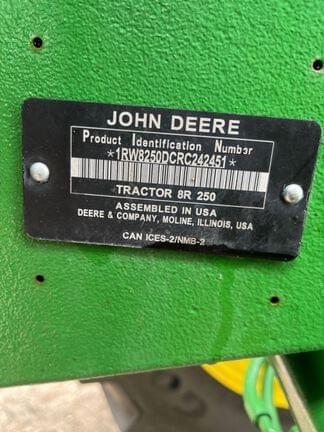 JOHN DEERE
Product Identification Number
*1RW8250DCRC242451*
TRACTOR 8R 250
ASSEMBLED IN USA
DEERE & COMPANY, MOLINE, ILLINOIS, USA
CAN ICES-2/NMB-2